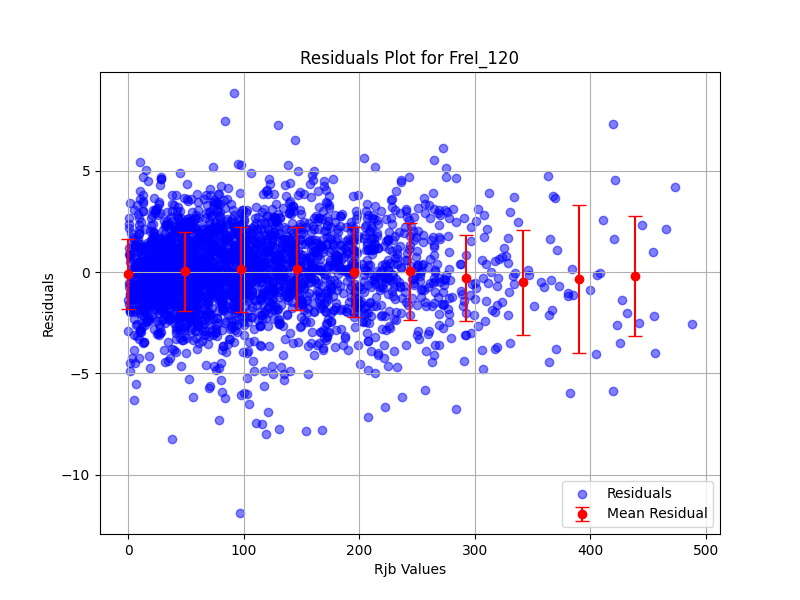 Residuals Plot for FreI_120
Residuals
5
0
−5
−10
0
100
200
300
400
500
Rjb Values
Residuals
Mean Residual